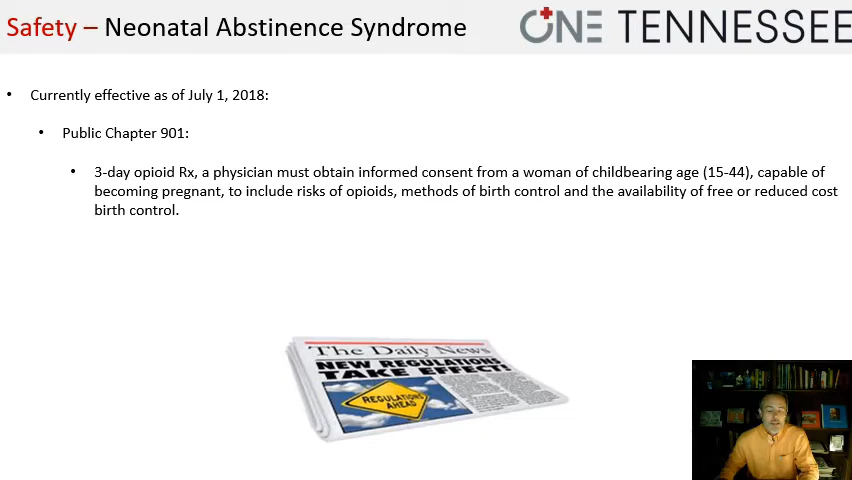 Safety – Neonatal Abstinence Syndrome
ONE TENNESSEE
• Currently effective as of July 1, 2018:
• Public Chapter 901:
• 3-day opioid Rx, a physician must obtain informed consent from a woman of childbearing age (15-44), capable of
becoming pregnant, to include risks of opioids, methods of birth control and the availability of free or reduced cost
birth control.
The Daily News
NEW REGULATIONS
TAKE EFFECT!
REGULATIONS
AHEAD